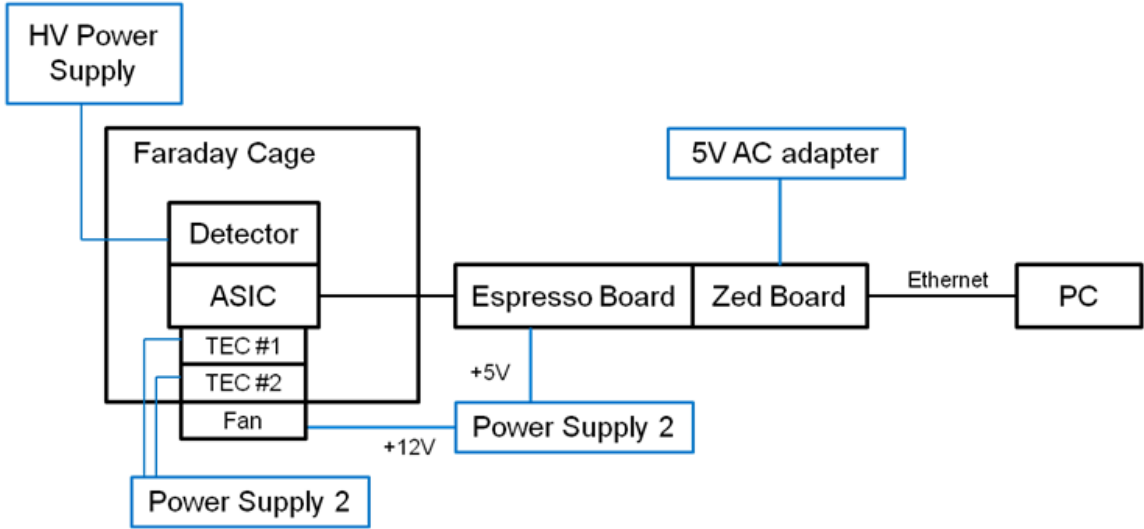 HV Power
Supply
Faraday Cage
5V AC adapter
Detector
ASIC
Espresso Board
Zed Board
Ethernet
PC
TEC #1
TEC #2
Fan
+5V
+12V
Power Supply 2
Power Supply 2